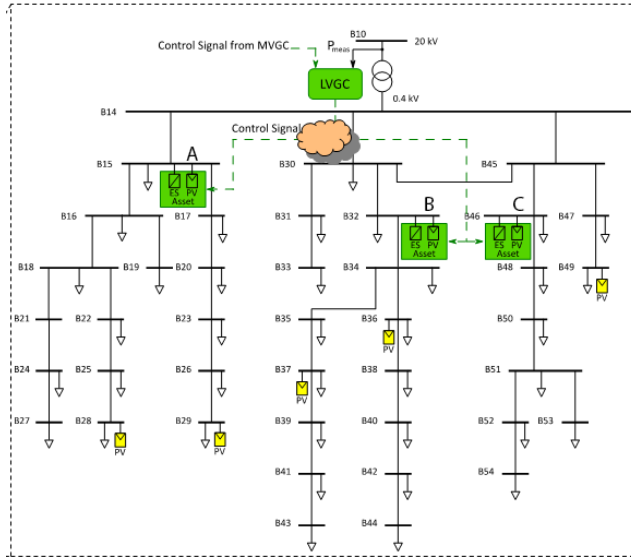 B10
20 kV
Control Signal from MVGC
Pmeas
LVGC
0.4 kV
B14
Control Signal
A
B15
B30
B45
ES PV
Asset
B16
B17
B31
B32
B
C
B46
B47
ES PV
Asset
ES PV
Asset
B18
B19
B20
B33
B34
B48
B49
PV
B21
B22
B23
B35
B36
B50
PV
B24
B25
B26
B37
B38
B51
PV
B27
B28
B29
B39
B40
B52
B53
PV
PV
B41
B42
B54
B43
B44